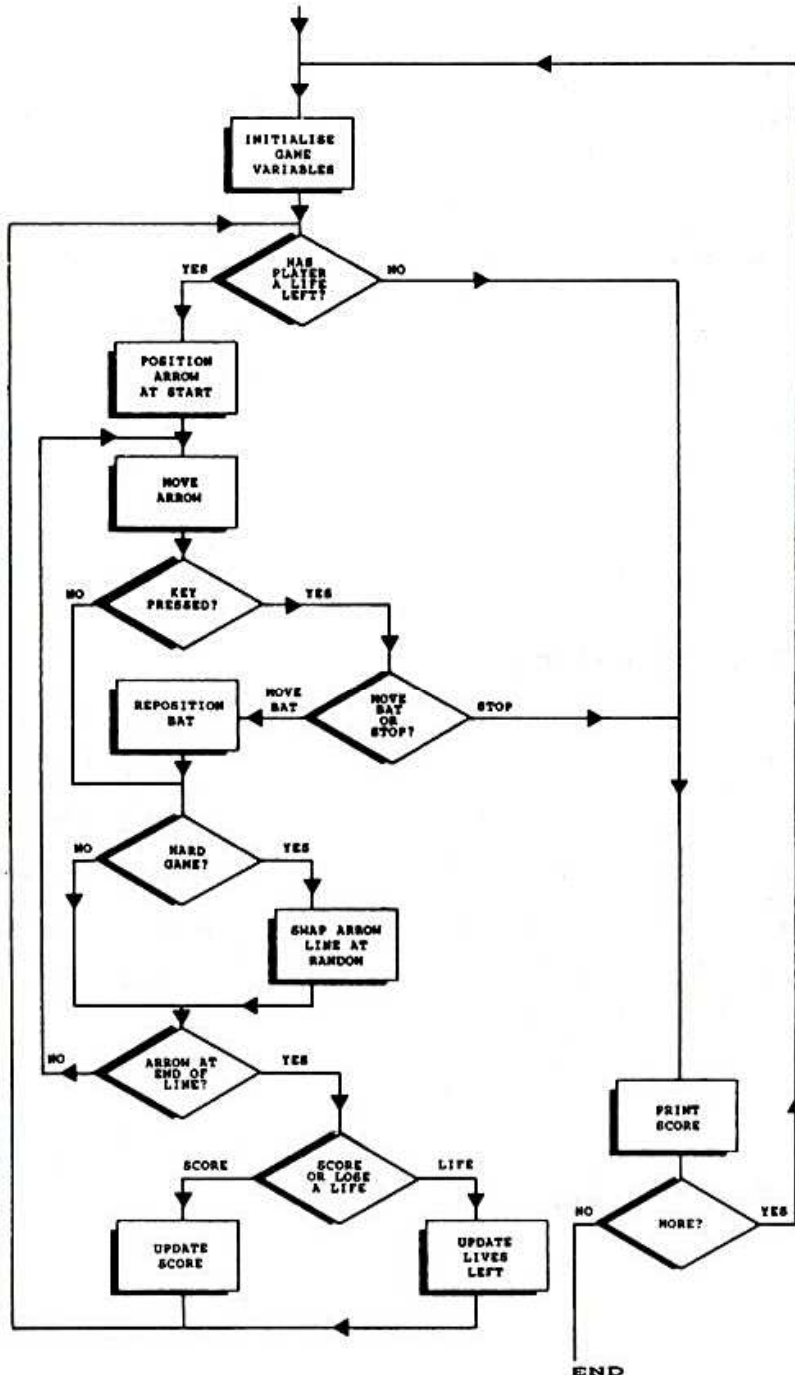 INITIALISE
GAME
VARIABLES
HAS
PLAYER
A LIFE
LEFT?
YES
NO
POSITION
ARROW
AT START
MOVE
ARROW
KEY
PRESSED?
NO
YES
MOVE
BAT
OR
STOP?
MOVE
BAT
STOP
REPOSITION
BAT
HARD
GAME?
NO
YES
SWAP ARROW
LINE AT
RANDOM
ARROW AT
END OF
LINE?
NO
YES
SCORE
OR LOSE
A LIFE
SCORE
LIFE
UPDATE
SCORE
UPDATE
LIVES
LEFT
PRINT
SCORE
MORE?
NO
YES
END